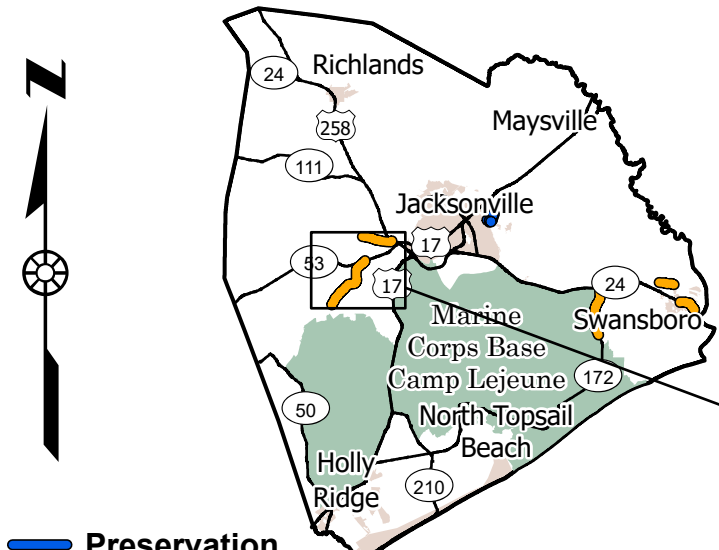 N
24
Richlands
258
Maysville
111
Jacksonville
17
53
17
24
Marine
Corps Base
Camp Lejeune
Swansboro
172
50
North Topsail
Beach
Holly
Ridge
210
Preservation